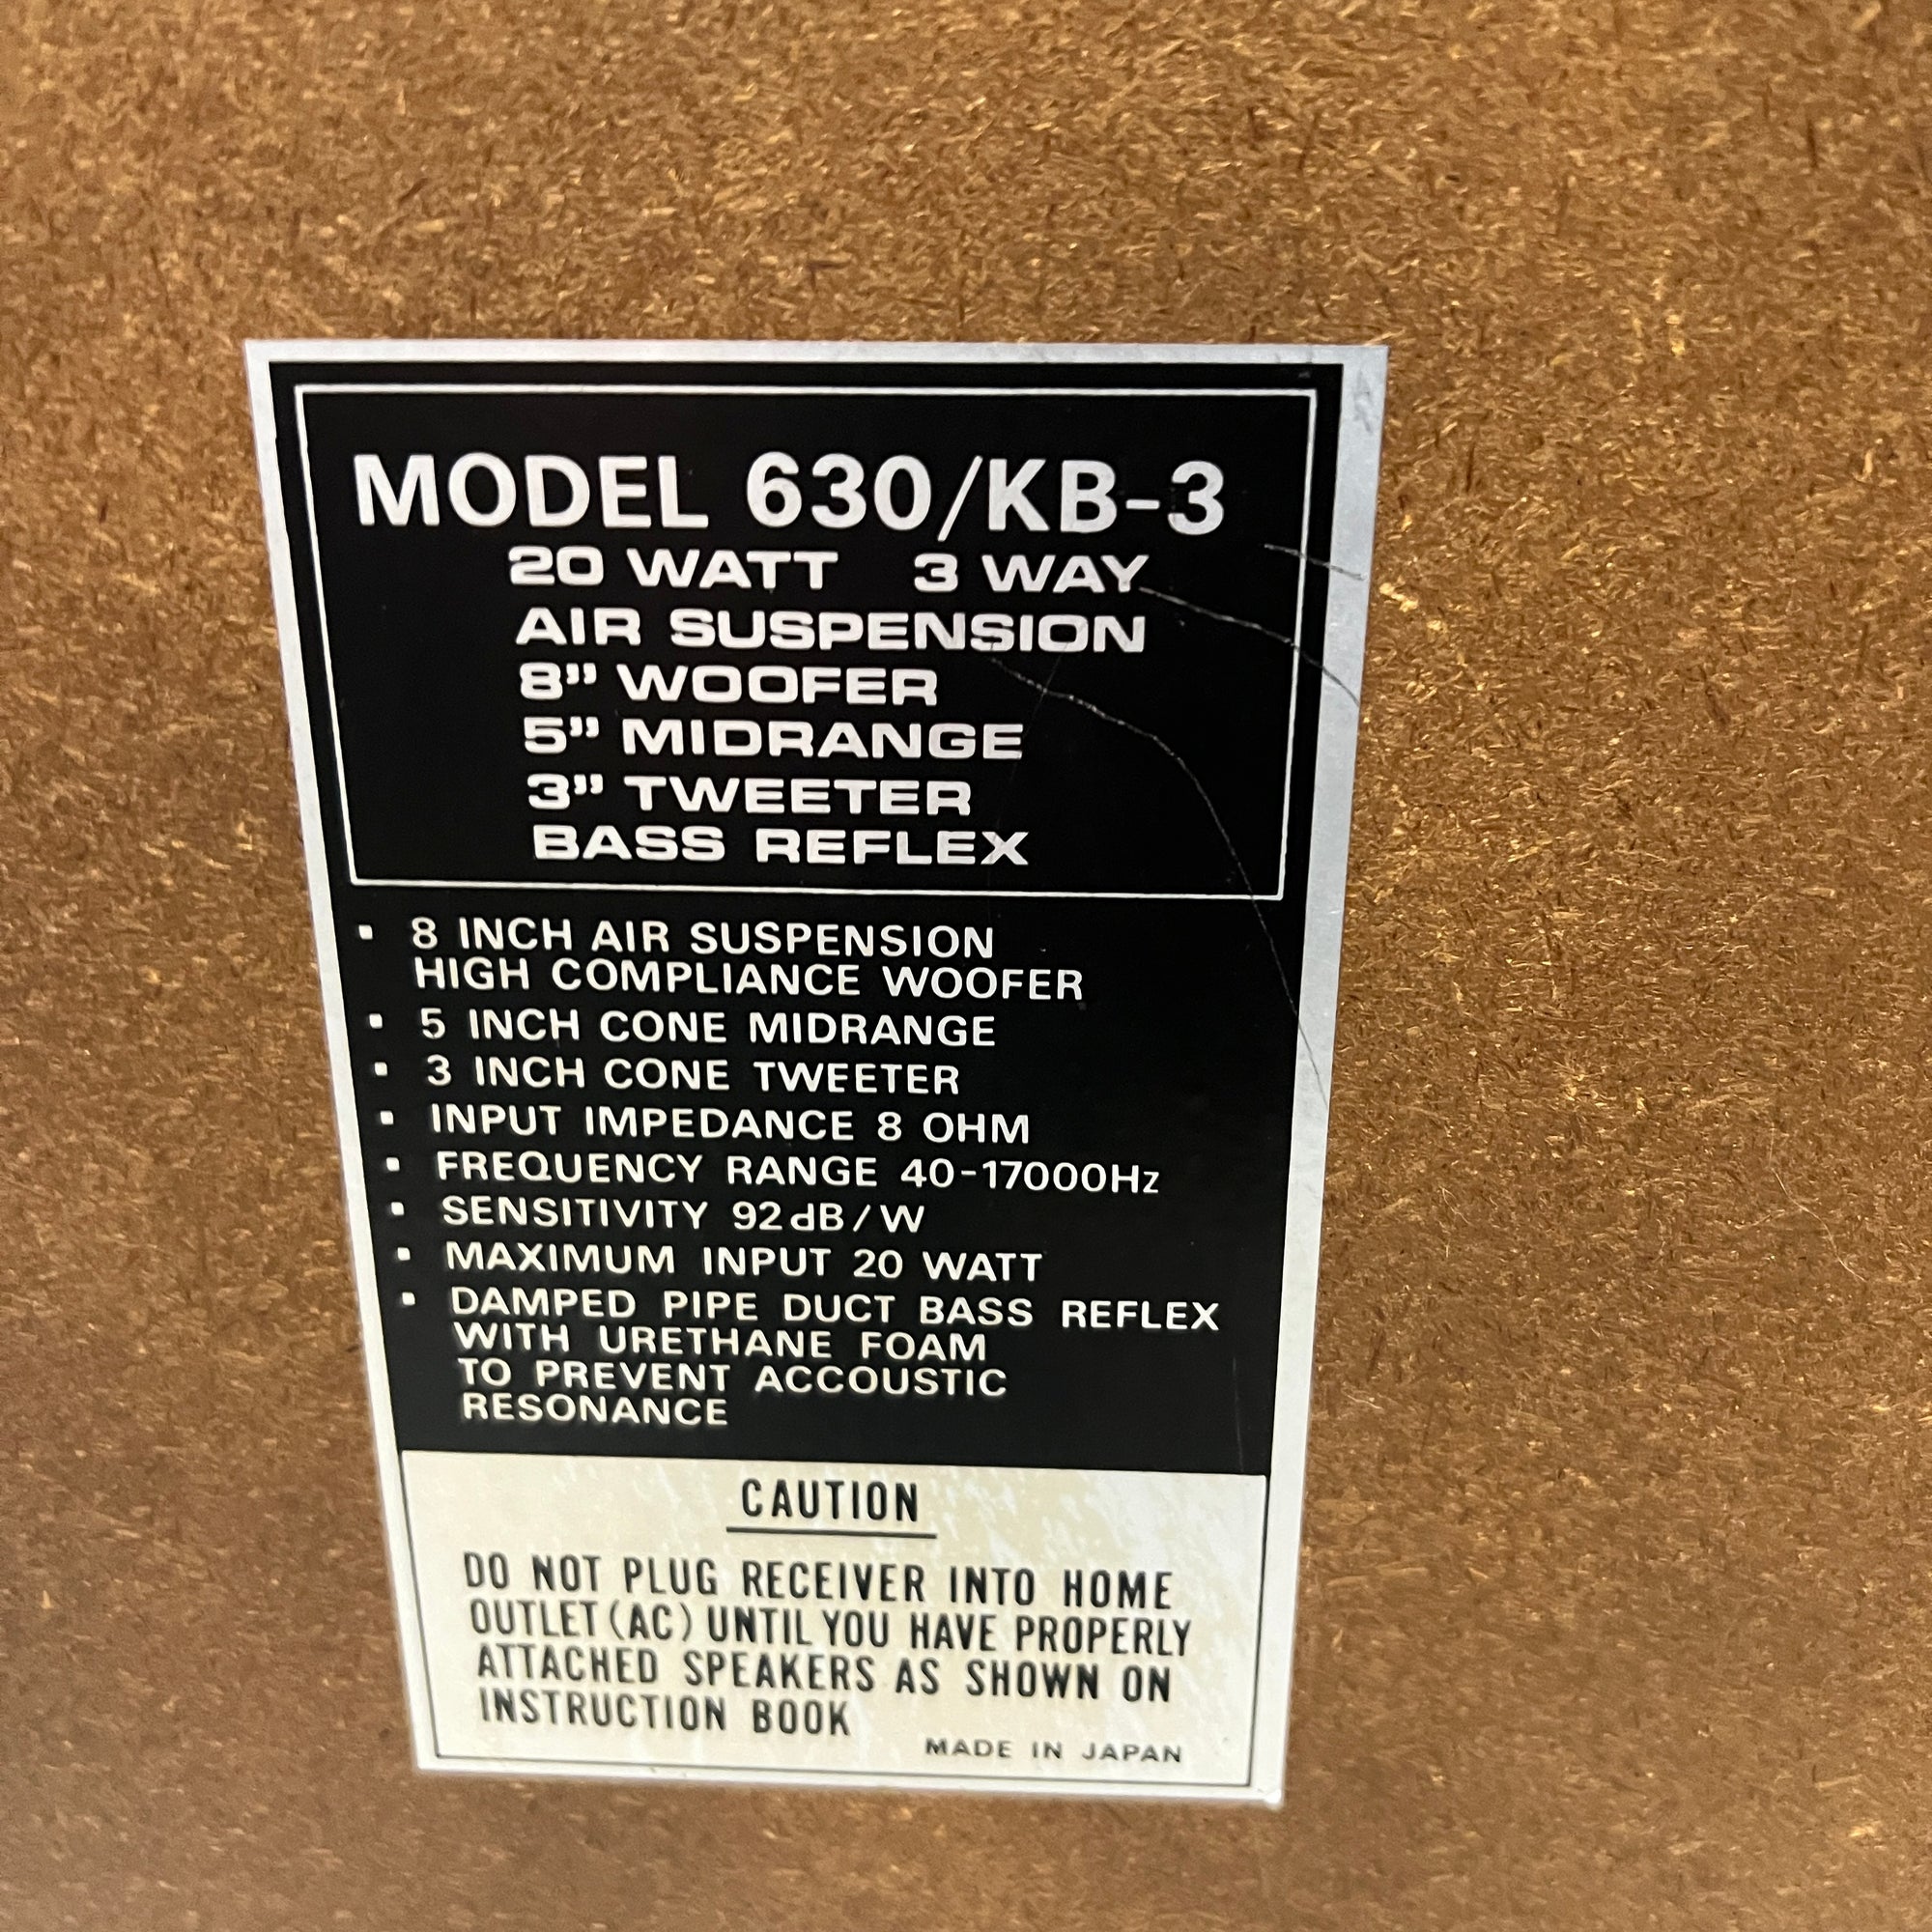 MODEL 630/KB-3
20 WATT 3 WAY
AIR SUSPENSION
8" WOOFER
5" MIDRANGE
3" TWEETER
BASS REFLEX
▪ 8 INCH AIR SUSPENSION
HIGH COMPLIANCE WOOFER
▪ 5 INCH CONE MIDRANGE
▪ 3 INCH CONE TWEETER
▪ INPUT IMPEDANCE 8 OHM
▪ FREQUENCY RANGE 40-17000Hz
▪ SENSITIVITY 92dB/W
▪ MAXIMUM INPUT 20 WATT
▪ DAMPED PIPE DUCT BASS REFLEX
WITH URETHANE FOAM
TO PREVENT ACCOUSTIC
RESONANCE
CAUTION
DO NOT PLUG RECEIVER INTO HOME
OUTLET (AC) UNTIL YOU HAVE PROPERLY
ATTACHED SPEAKERS AS SHOWN ON
INSTRUCTION BOOK
MADE IN JAPAN